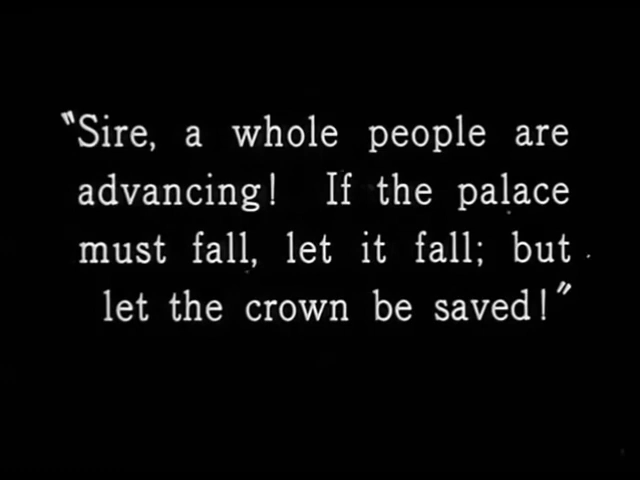 "Sire, a whole people are
advancing! If the palace
must fall, let it fall; but
let the crown be saved!"